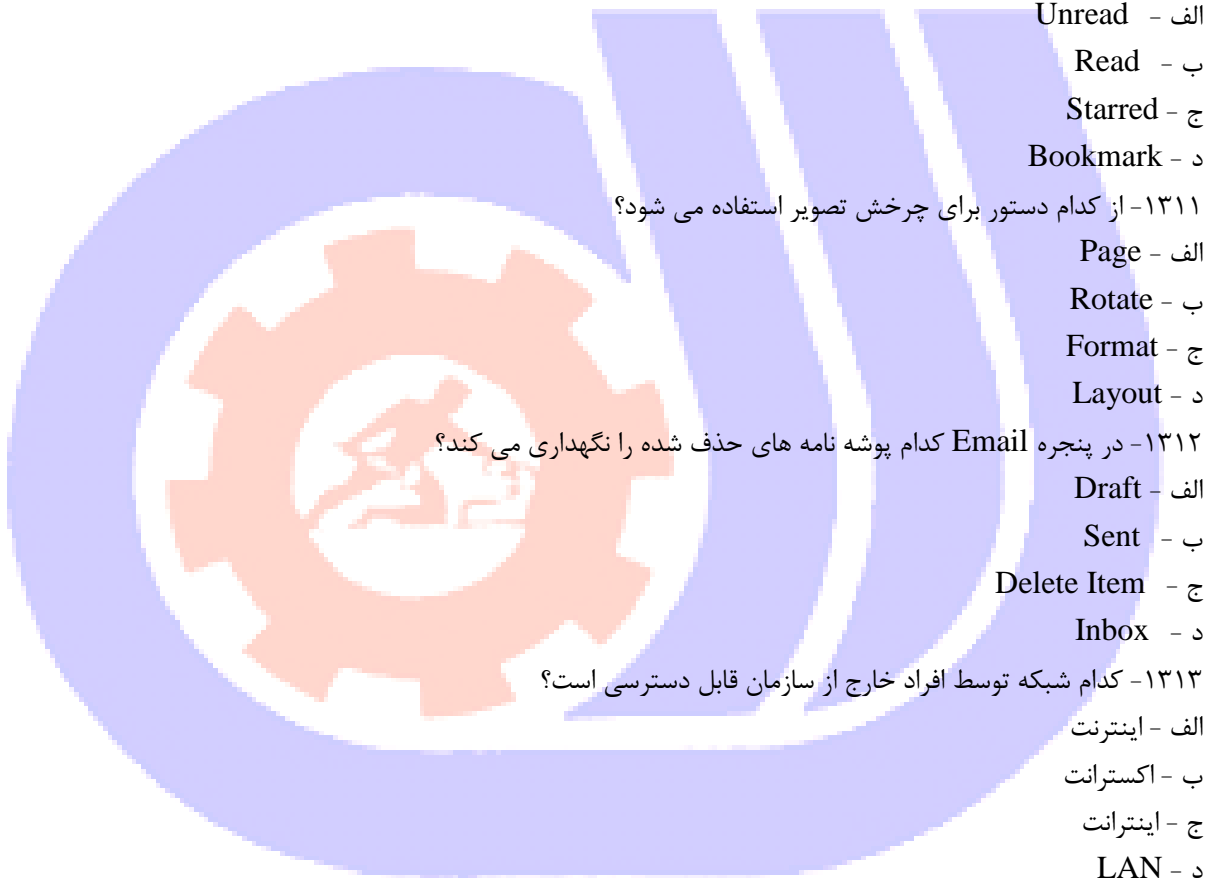 الف - Unread
ب - Read
ج - Starred
د - Bookmark
۱۳۱۱- از کدام دستور برای چرخش تصویر استفاده می شود؟
الف - Page
ب - Rotate
ج - Format
د - Layout
۱۳۱۲- در پنجره Email کدام پوشه نامه های حذف شده را نگهداری می کند؟
الف - Draft
ب - Sent
ج - Delete Item
د - Inbox
۱۳۱۳- کدام شبکه توسط افراد خارج از سازمان قابل دسترسی است؟
الف - اینترنت
ب - اکسترانت
ج - اینترانت
د - LAN